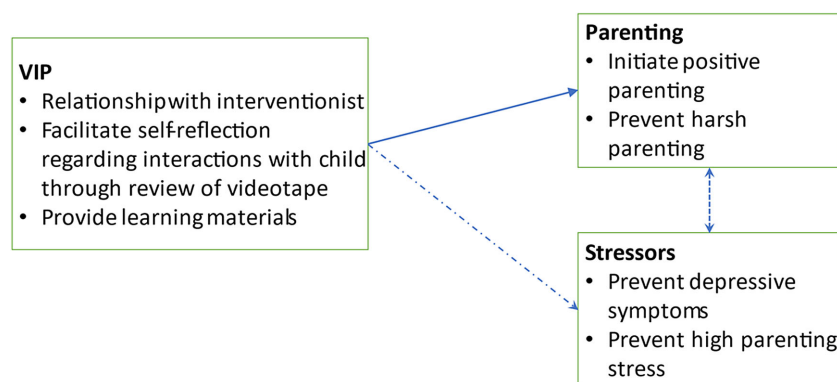 VIP
• Relationship with interventionist
• Facilitate self-reflection
regarding interactions with child
through review of videotape
• Provide learning materials
Parenting
• Initiate positive
parenting
• Prevent harsh
parenting
Stressors
• Prevent depressive
symptoms
• Prevent high parenting
stress